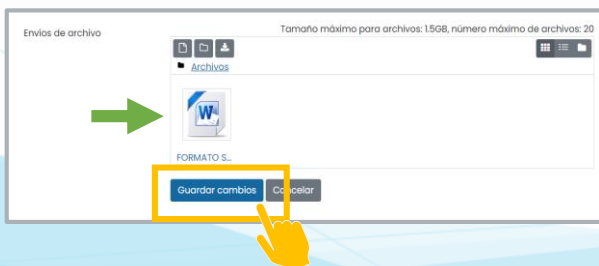 Envíos de archivo
Tamaño máximo para archivos: 1.5GB, número máximo de archivos: 20
Archivos
W
FORMATO S...
Guardar cambios
Cancelar